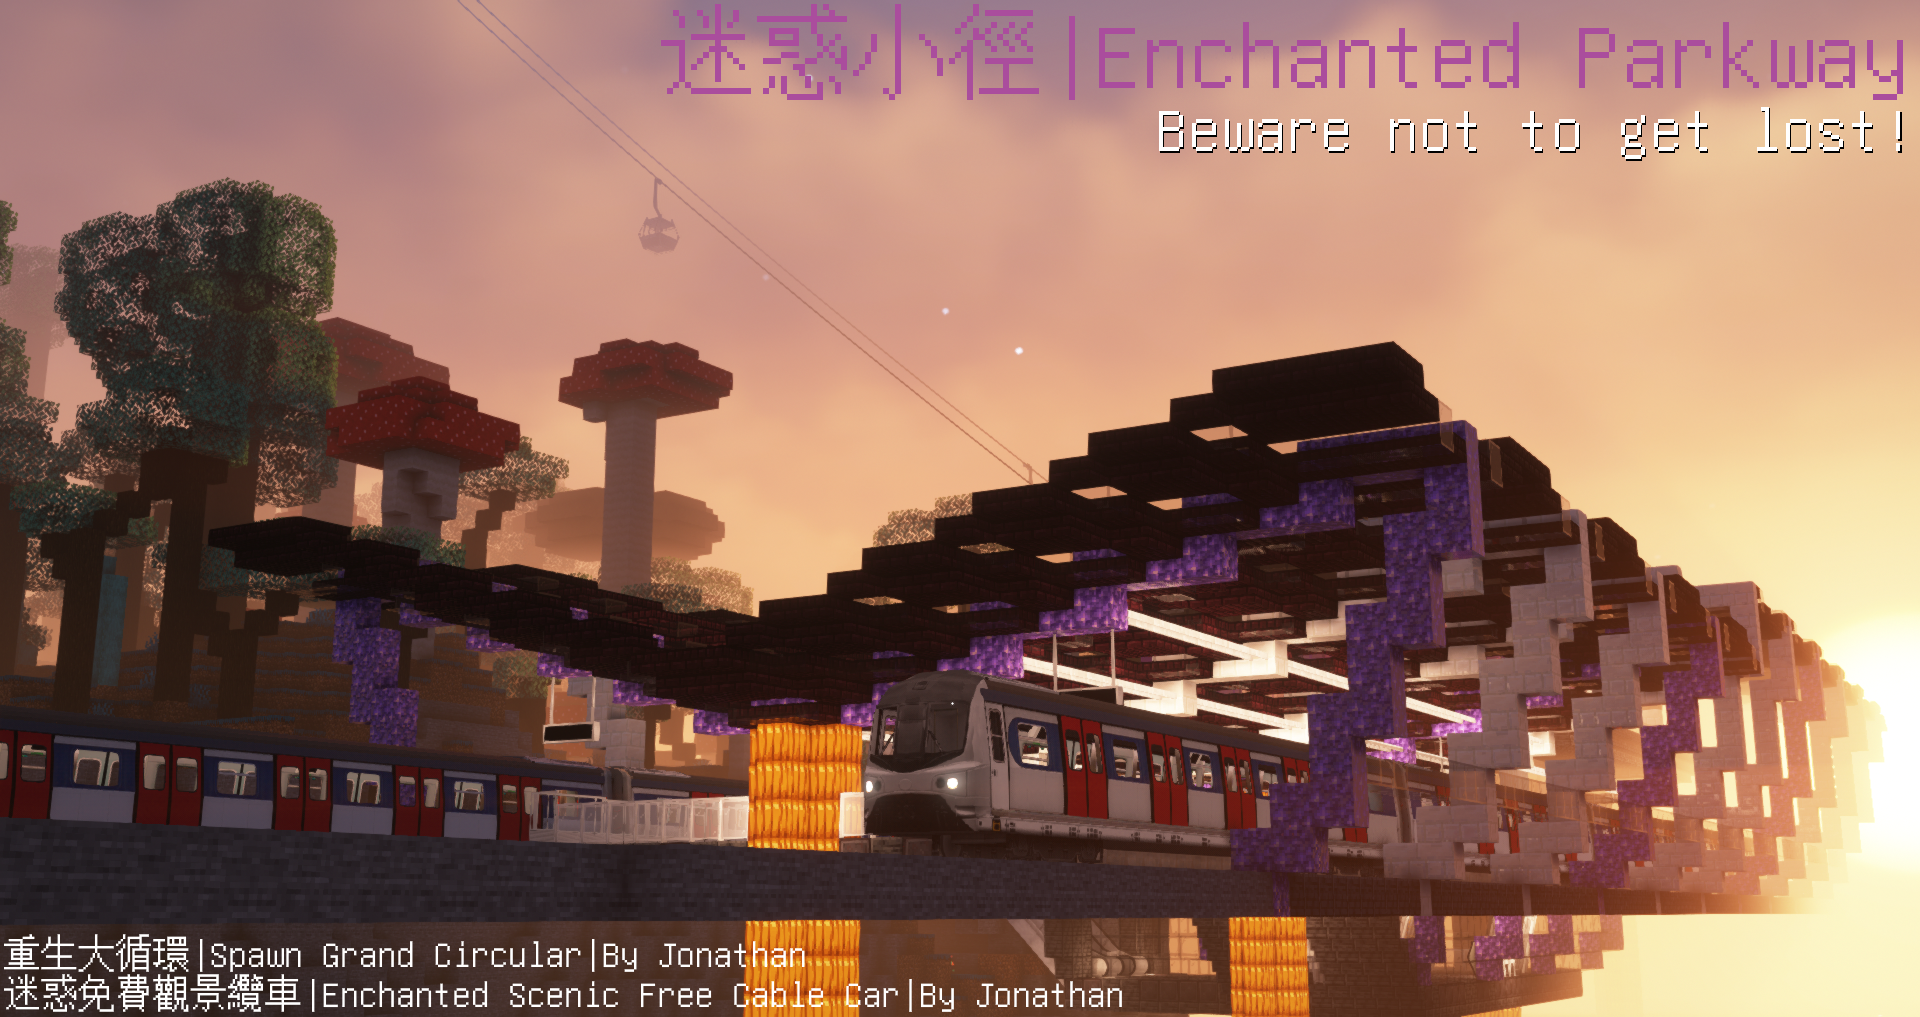 迷惑小徑|Enchanted Parkway
Beware not to get lost!
重生大循環|Spawn Grand Circular|By Jonathan
迷惑免費觀景纜車|Enchanted Scenic Free Cable Car|By Jonathan